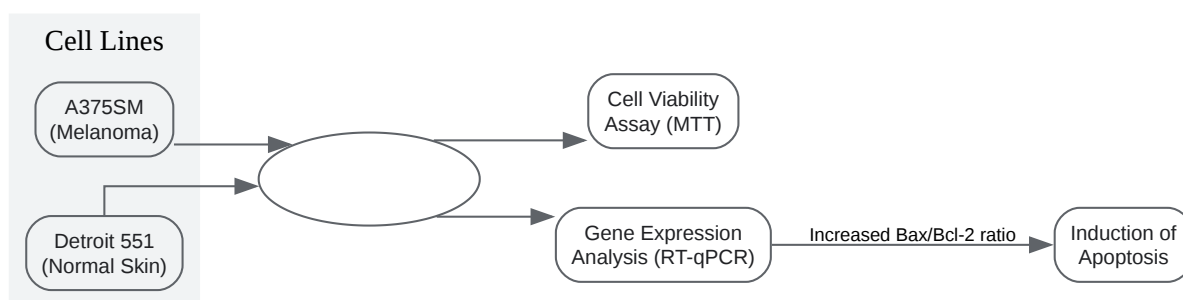 Cell Lines
A375SM
(Melanoma)
Detroit 551
(Normal Skin)
Cell Viability
Assay (MTT)
Gene Expression
Analysis (RT-qPCR)
Increased Bax/Bcl-2 ratio
Induction of
Apoptosis